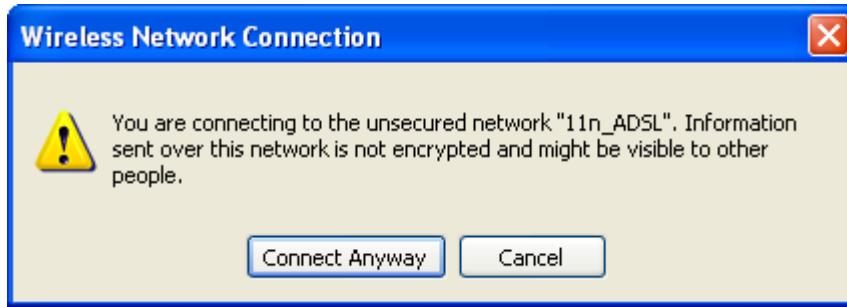 Wireless Network Connection
You are connecting to the unsecured network "11n_ADSL". Information
sent over this network is not encrypted and might be visible to other
people.
Connect Anyway
Cancel